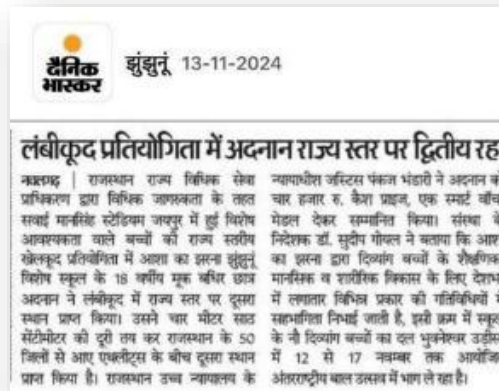 दैनिक
भास्कर
झुंझुनूं 13-11-2024
लंबीकूद प्रतियोगिता में अदनान राज्य स्तर पर द्वितीय रह
नवलगढ़ | राजस्थान राज्य विधिक सेवा
प्राधिकरण द्वारा विधिक जागरूकता के तहत
सवाई मानसिंह स्टेडियम जयपुर में हुई विशेष
आवश्यकता वाले बच्चों की राज्य स्तरीय
खेलकूद प्रतियोगिता में आशा का झरना झुंझुनूं
विशेष स्कूल के 18 वर्षीय मूक बधिर छात्र
अदनान ने लंबीकूद में राज्य स्तर पर दूसरा
स्थान प्राप्त किया। उसने चार मीटर साठ
सेंटीमीटर की दूरी तय कर राजस्थान के 50
जिलों से आए एथलीट्स के बीच दूसरा स्थान
प्राप्त किया है। राजस्थान उच्च न्यायालय के
न्यायाधीश जस्टिस पंकज भंडारी ने अदनान क
चार हजार रु. कैश प्राइज, एक स्मार्ट वॉच
मेडल देकर सम्मानित किया। संस्था
निदेशक डॉ. सुदीप गोयल ने बताया कि आश
का झरना द्वारा दिव्यांग बच्चों के शैक्षणिक
मानसिक व शारीरिक विकास के लिए देशभ
में लगातार विभिन्न प्रकार की गतिविधियों
सहभागिता निभाई जाती है, इसी क्रम में स्कूल
के नौ दिव्यांग बच्चों का दल भुवनेश्वर उड़ीस
में 12 से 17 नवम्बर तक आयोजि
अंतरराष्ट्रीय बाल उत्सव में भाग ले रहा है।